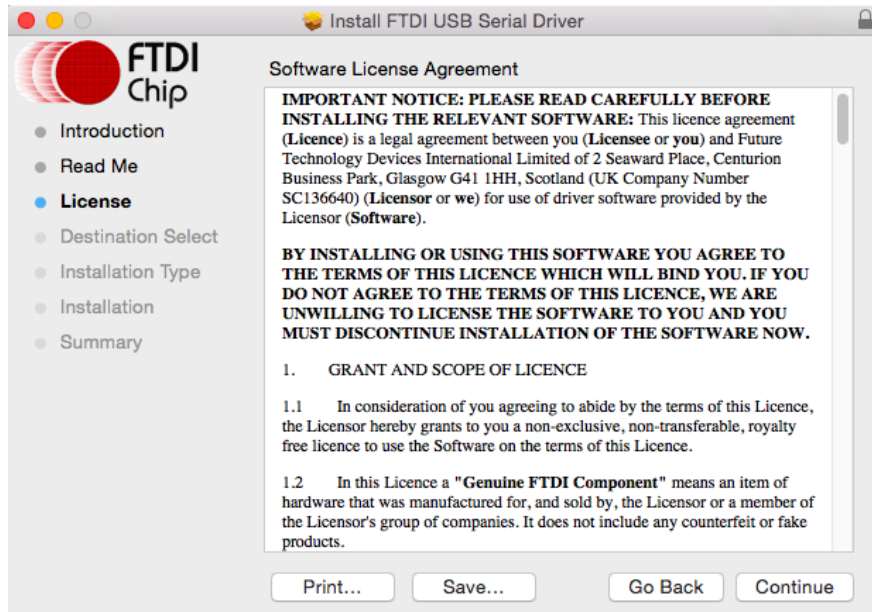 Install FTDI USB Serial Driver
FTDI
Chip
Introduction
Read Me
License
Destination Select
Installation Type
Installation
Summary
Software License Agreement
IMPORTANT NOTICE: PLEASE READ CAREFULLY BEFORE
INSTALLING THE RELEVANT SOFTWARE: This licence agreement
(Licence) is a legal agreement between you (Licensee or you) and Future
Technology Devices International Limited of 2 Seaward Place, Centurion
Business Park, Glasgow G41 1HH, Scotland (UK Company Number
SC136640) (Licensor or we) for use of driver software provided by the
Licensor (Software).
BY INSTALLING OR USING THIS SOFTWARE YOU AGREE TO
THE TERMS OF THIS LICENCE WHICH WILL BIND YOU. IF YOU
DO NOT AGREE TO THE TERMS OF THIS LICENCE, WE ARE
UNWILLING TO LICENSE THE SOFTWARE TO YOU AND YOU
MUST DISCONTINUE INSTALLATION OF THE SOFTWARE NOW.
1. GRANT AND SCOPE OF LICENCE
1.1 In consideration of you agreeing to abide by the terms of this Licence,
the Licensor hereby grants to you a non-exclusive, non-transferable, royalty
free licence to use the Software on the terms of this Licence.
1.2 In this Licence a "Genuine FTDI Component" means an item of
hardware that was manufactured for, and sold by, the Licensor or a member of
the Licensor's group of companies. It does not include any counterfeit or fake
products.
Print...
Save...
Go Back
Continue